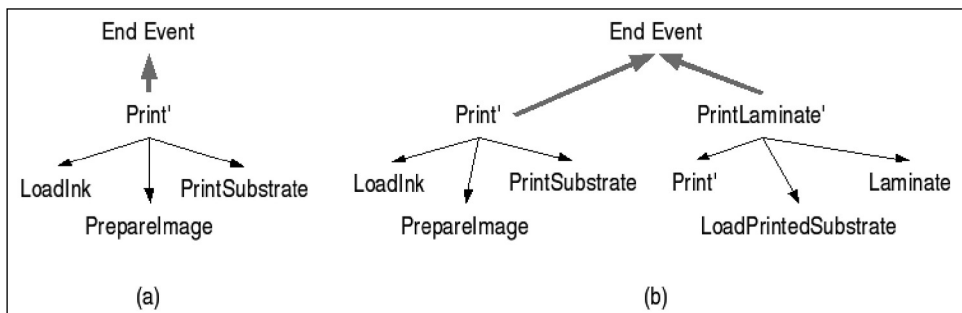 End Event
End Event
Print'
Print'
PrintLaminate'
LoadInk
PrintSubstrate
PrepareImage
LoadInk
PrintSubstrate
PrepareImage
Print'
Laminate
LoadPrintedSubstrate
(a)
(b)